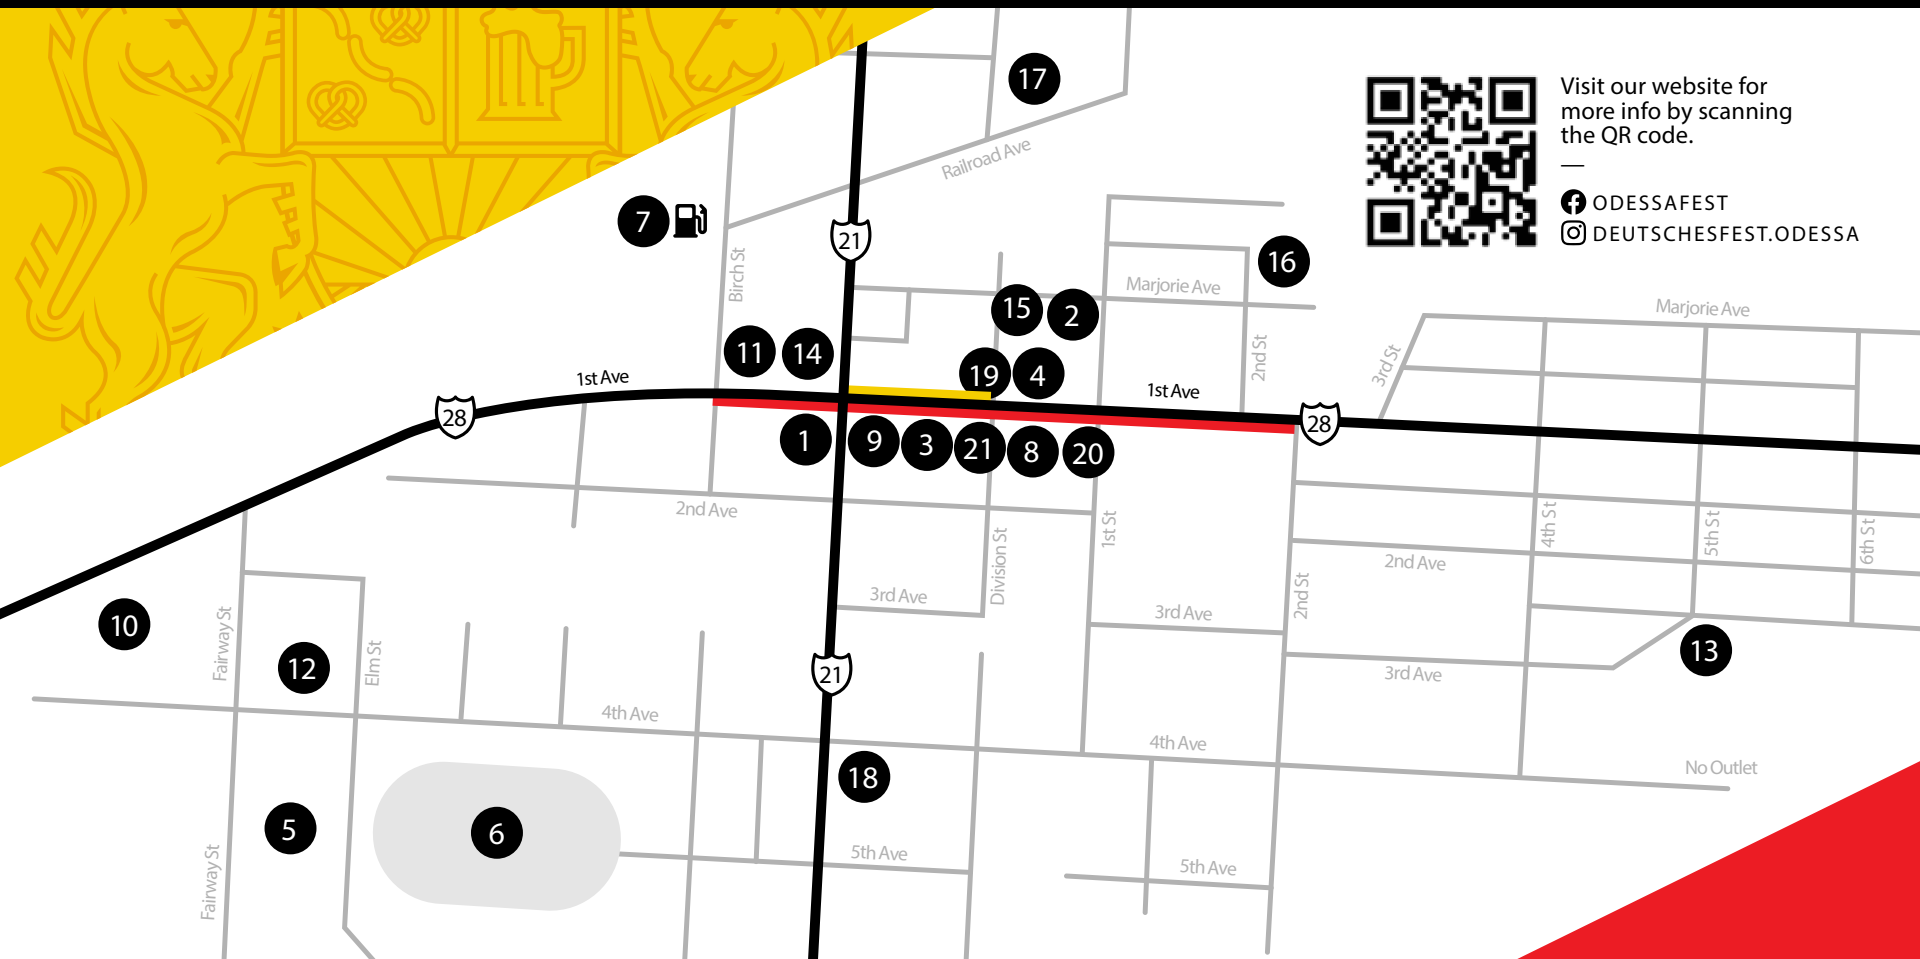 17
Visit our website for
more info by scanning
the QR code.
—
ODESSAFEST
DEUTSCHESFEST.ODESSA
Railroad Ave
7
21
Birch St
16
Marjorie Ave
15
2
Marjorie Ave
11
14
2nd St
3rd St
19
4
1st Ave
1st Ave
28
28
1
9
3
21
8
20
2nd Ave
1st St
4th St
5th St
6th St
Division St
2nd Ave
2nd St
3rd Ave
3rd Ave
10
Fairway St
12
Elm St
21
3rd Ave
13
4th Ave
4th Ave
No Outlet
18
5
6
5th Ave
5th Ave
Fairway St